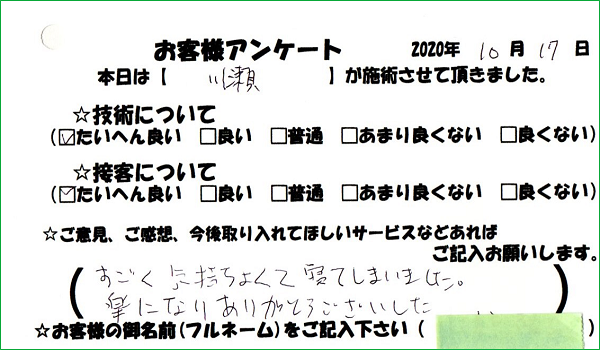 お客様アンケート 2020年 10月17日
本日は【 川瀬 】が施術させて頂きました。
☆技術について
(☑たいへん良い □良い □普通 □あまり良くない □良くない)
☆接客について
(☑たいへん良い □良い □普通 □あまり良くない □良くない)
☆ご意見、ご感想、今後取り入れてほしいサービスなどあれば
ご記入お願いします。
(すごく気持ちよくて寝てしまいました。
楽になりありがとうございした)
☆お客様の御名前(フルネーム)をご記入下さい( )